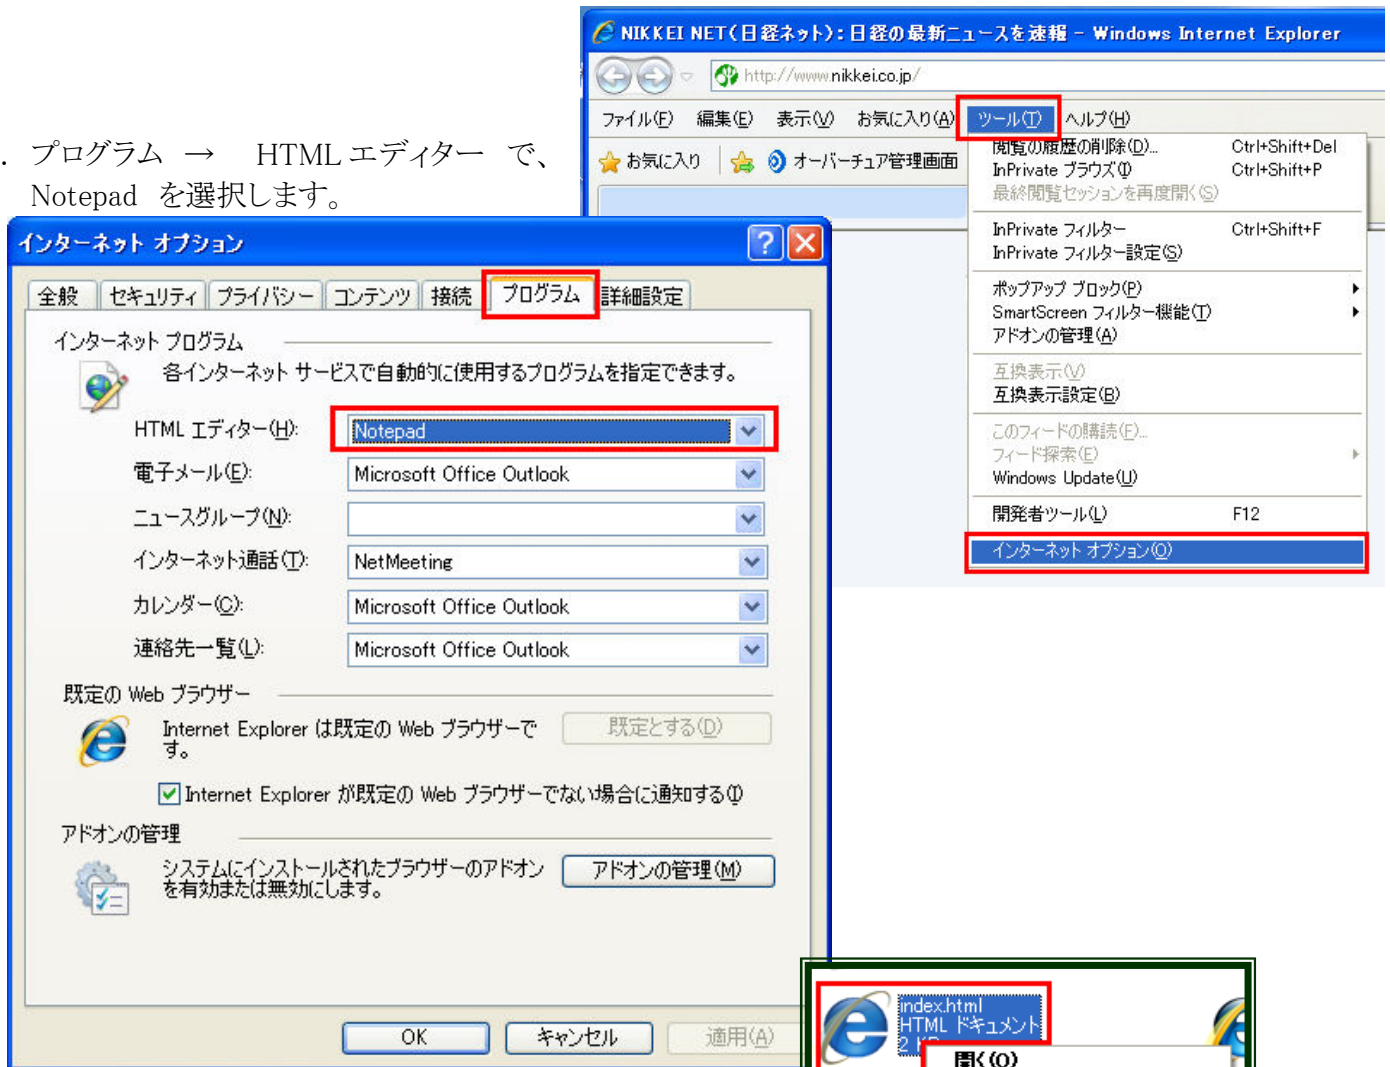 NIKKEI NET(日経ネット):日経の最新ニュースを速報 - Windows Internet Explorer
http://www.nikkei.co.jp/
ファイル(F) 編集(E) 表示(V) お気に入り(A) ツール(T) ヘルプ(H)
お気に入り オーバーチュア管理画面
閲覧の履歴の削除(D)... Ctrl+Shift+Del
InPrivate ブラウズ(I) Ctrl+Shift+P
最終閲覧セッションを再度開く(S)
InPrivate フィルター Ctrl+Shift+F
InPrivate フィルター設定(S)
ポップアップ ブロック(P)
SmartScreen フィルター機能(T)
アドオンの管理(A)
互換表示(V)
互換表示設定(B)
このフィードの購読(F)...
フィード探索(E)
Windows Update(U)
開発者ツール(L) F12
インターネット オプション(O)
. プログラム → HTMLエディター で、
Notepad を選択します。
インターネット オプション
全般 セキュリティ プライバシー コンテンツ 接続 プログラム 詳細設定
インターネット プログラム
各インターネット サービスで自動的に使用するプログラムを指定できます。
HTML エディター(H): Notepad
電子メール(E): Microsoft Office Outlook
ニュースグループ(N):
インターネット通話(T): NetMeeting
カレンダー(C): Microsoft Office Outlook
連絡先一覧(L): Microsoft Office Outlook
既定の Web ブラウザー
Internet Explorer は既定の Web ブラウザーで
す。
既定とする(D)
Internet Explorer が既定の Web ブラウザーでない場合に通知する(I)
アドオンの管理
システムにインストールされたブラウザーのアドオン
を有効または無効にします。
アドオンの管理(M)
OK キャンセル 適用(A)
index.html
HTML ドキュメント
2 KB
開く(O)